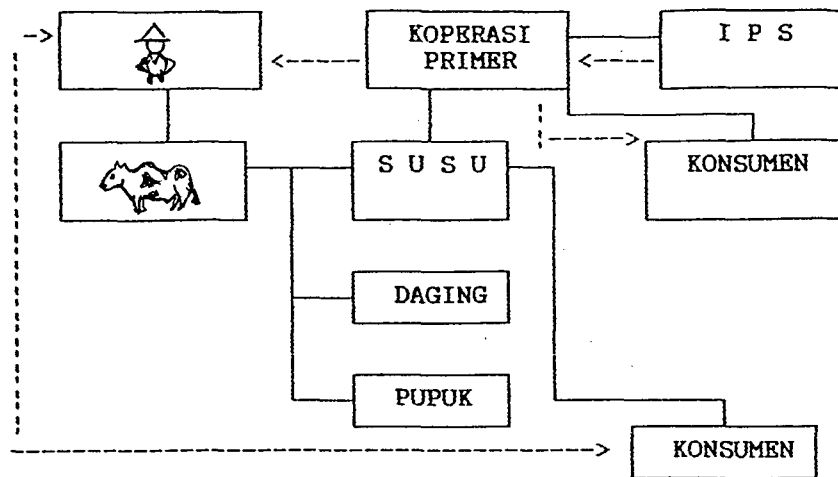 KOPERASI
PRIMER
I P S
S U S U
KONSUMEN
DAGING
PUPUK
KONSUMEN